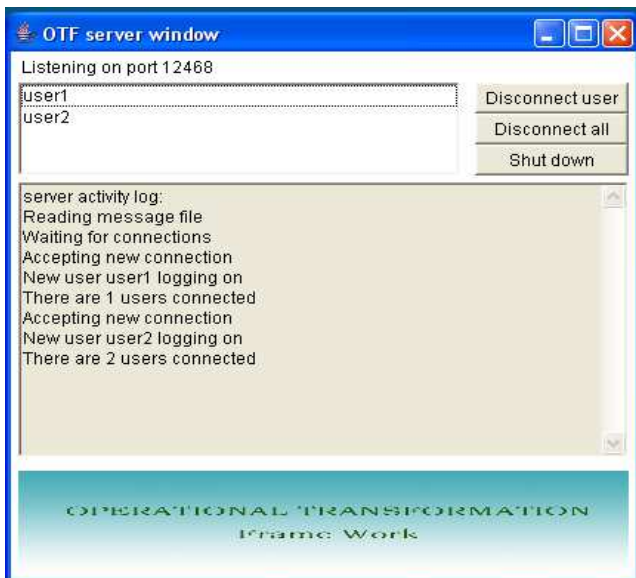 OTF server window
Listening on port 12468
user1
user2
Disconnect user
Disconnect all
Shut down
server activity log:
Reading message file
Waiting for connections
Accepting new connection
New user user1 logging on
There are 1 users connected
Accepting new connection
New user user2 logging on
There are 2 users connected
OPERATIONAL TRANSFORMATION
Frame Work